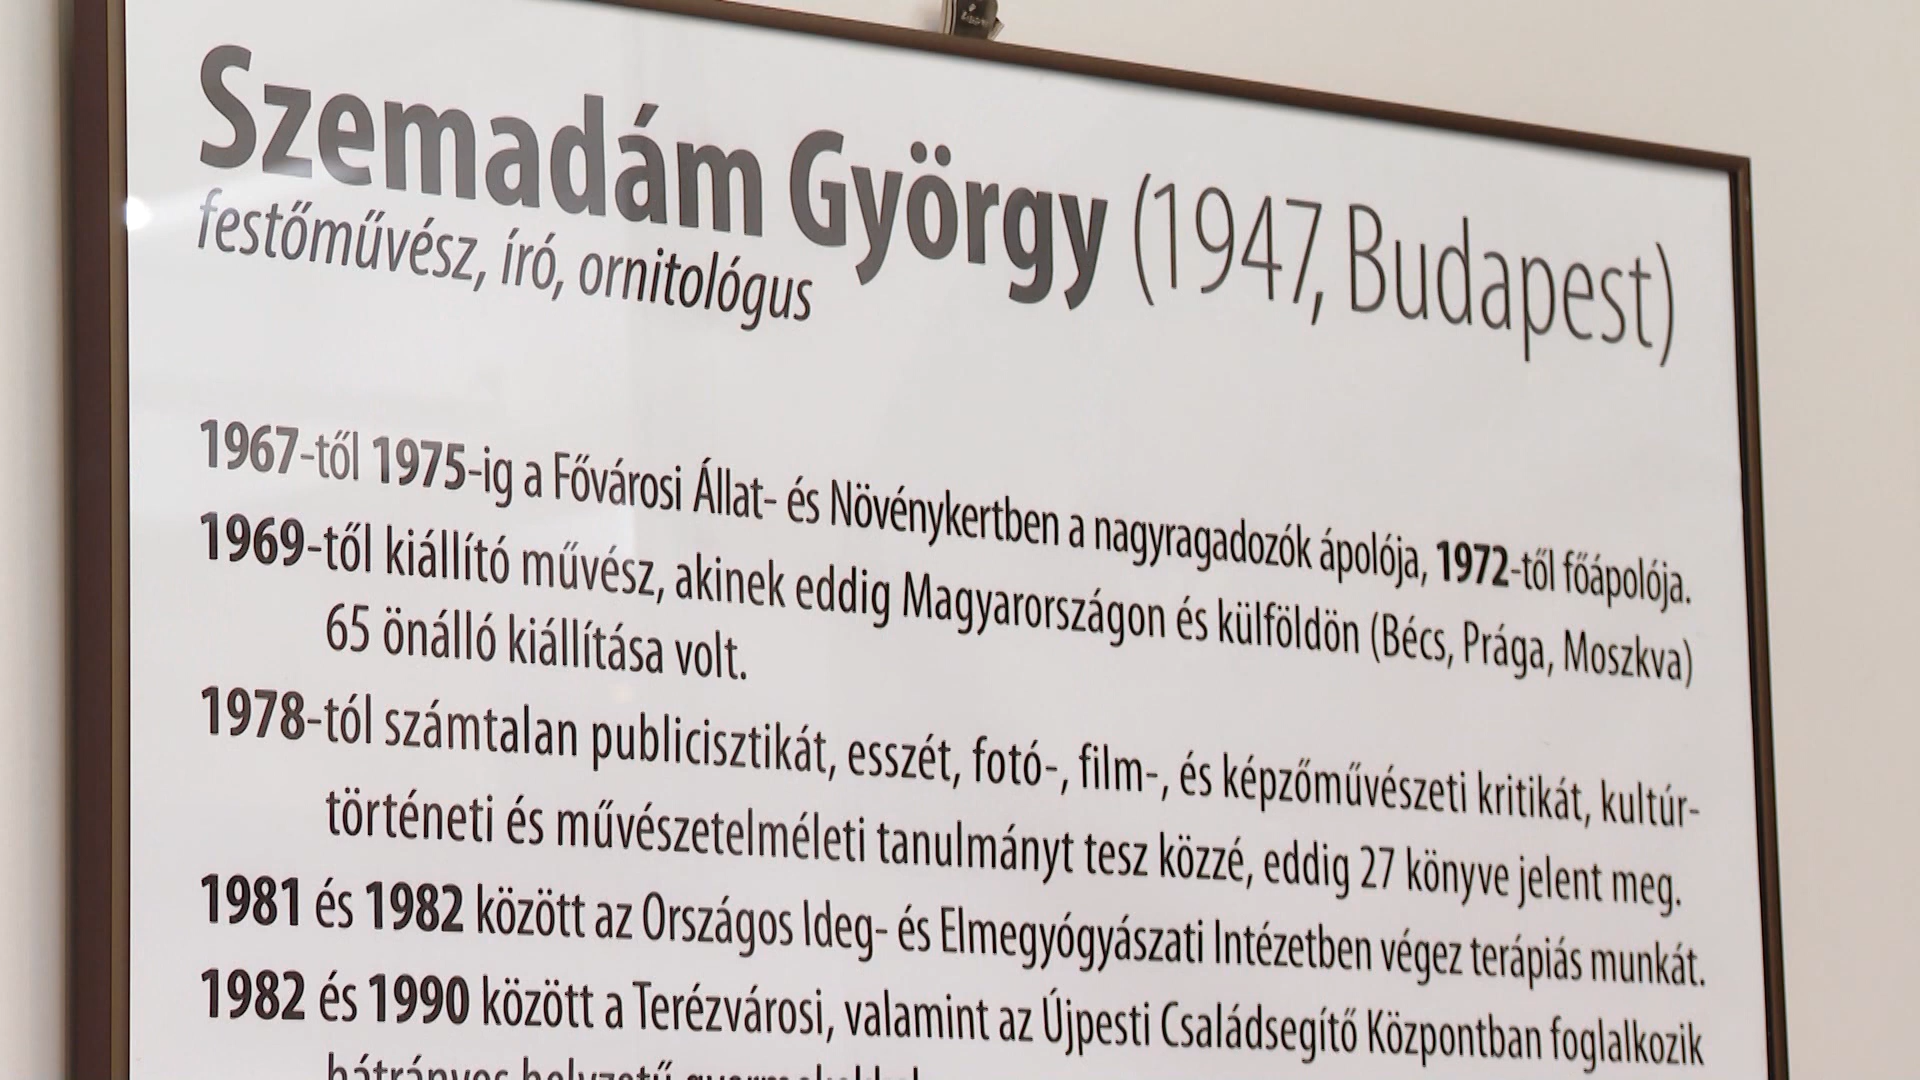 Szemadám György (1947, Budapest)
festőművész, író, ornitológus
1967-től 1975-ig a Fővárosi Állat- és Növénykertben a nagyragadozók ápolója, 1972-től főápolója.
1969-től kiállító művész, akinek eddig Magyarországon és külföldön (Bécs, Prága, Moszkva)
65 önálló kiállítása volt.
1978-tól számtalan publicisztikát, esszét, fotó-, film-, és képzőművészeti kritikát, kultúr-
történeti és művészetelméleti tanulmányt tesz közzé, eddig 27 könyve jelent meg.
1981 és 1982 között az Országos Ideg- és Elmegyógyászati Intézetben végez terápiás munkát.
1982 és 1990 között a Terézvárosi, valamint az Újpesti Családsegítő Központban foglalkozik
hátrányos helyzetű